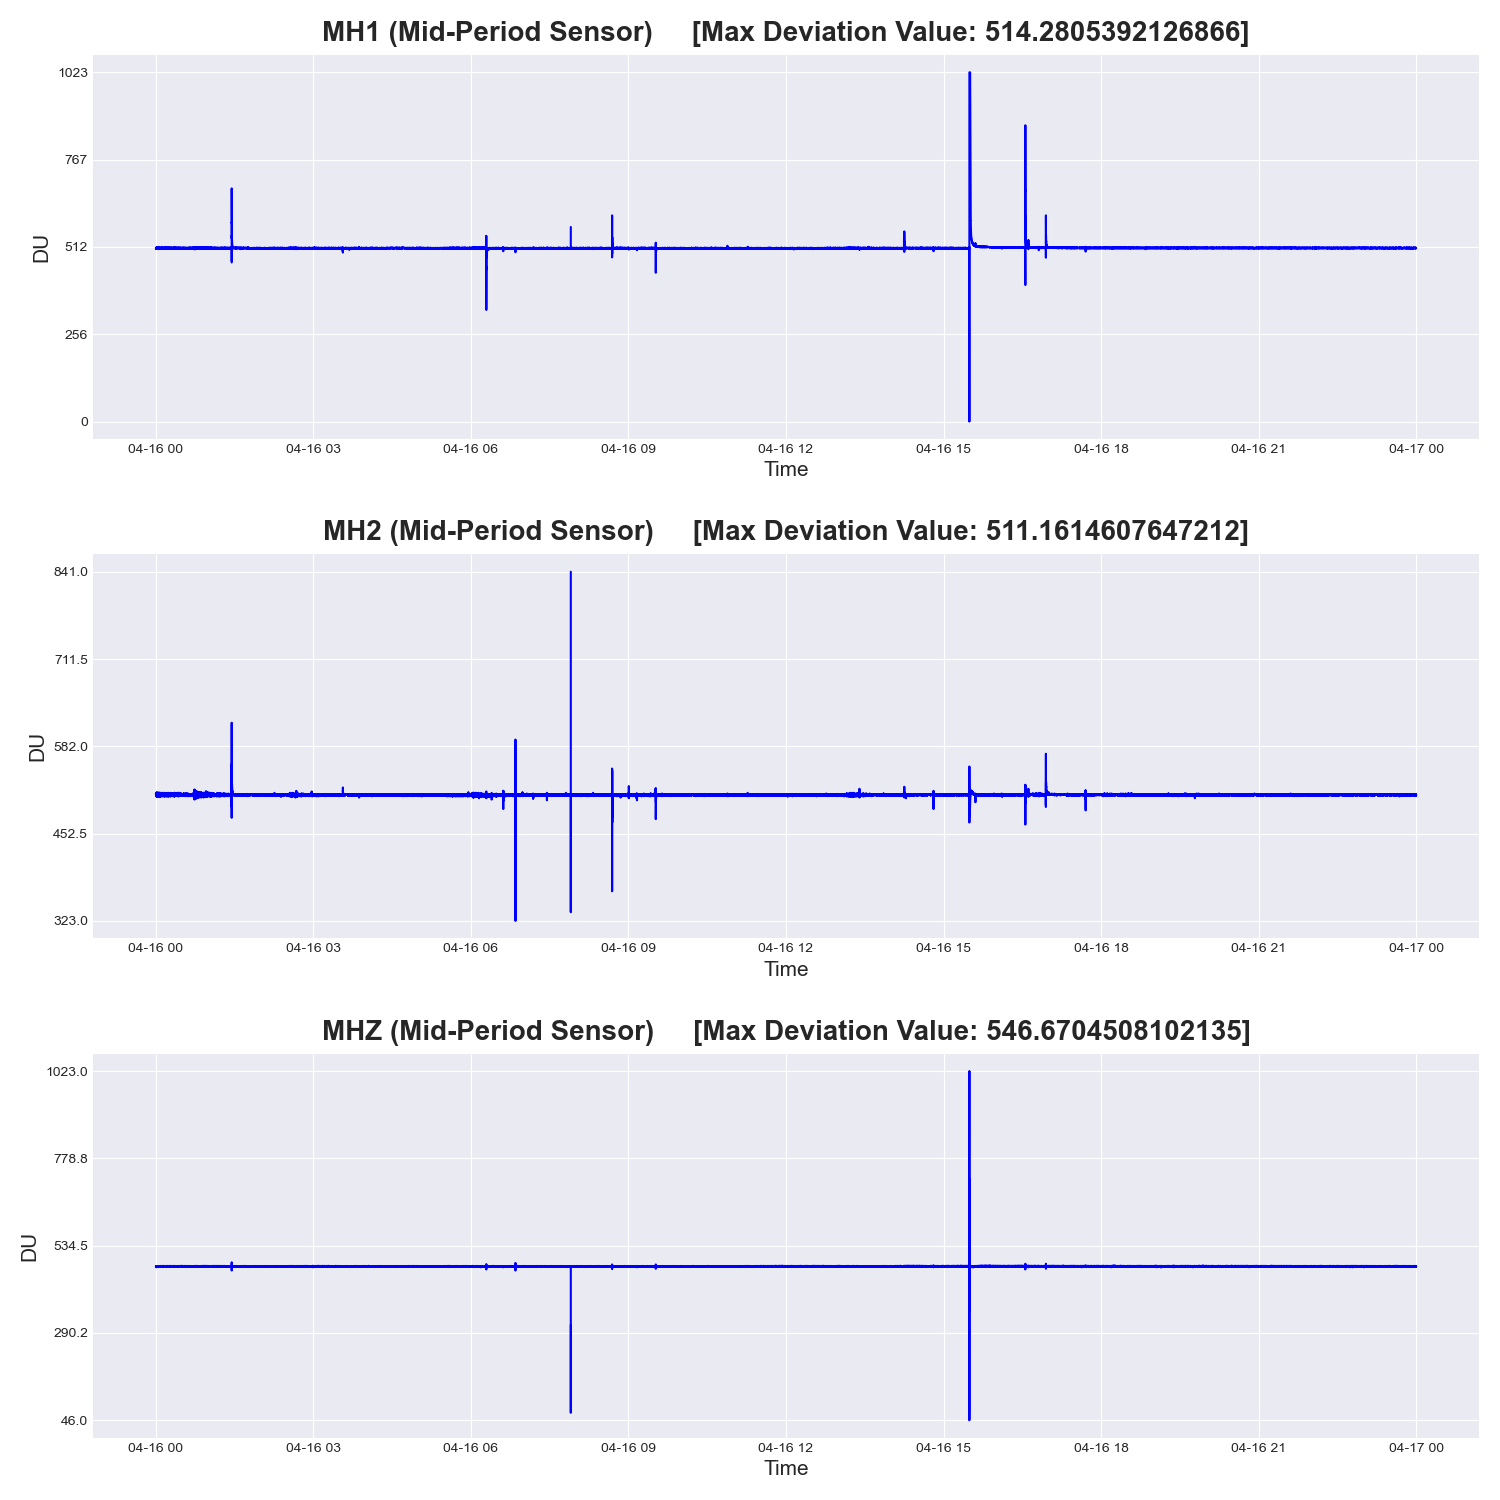 MH1 (Mid-Period Sensor) [Max Deviation Value: 514.2805392126866]
1023
767
512
256
0
DU
04-16 00 04-16 03 04-16 06 04-16 09 04-16 12 04-16 15 04-16 18 04-16 21 04-17 00
Time
MH2 (Mid-Period Sensor) [Max Deviation Value: 511.1614607647212]
841.0
711.5
582.0
452.5
323.0
DU
04-16 00 04-16 03 04-16 06 04-16 09 04-16 12 04-16 15 04-16 18 04-16 21 04-17 00
Time
MHZ (Mid-Period Sensor) [Max Deviation Value: 546.6704508102135]
1023.0
778.8
534.5
290.2
46.0
DU
04-16 00 04-16 03 04-16 06 04-16 09 04-16 12 04-16 15 04-16 18 04-16 21 04-17 00
Time